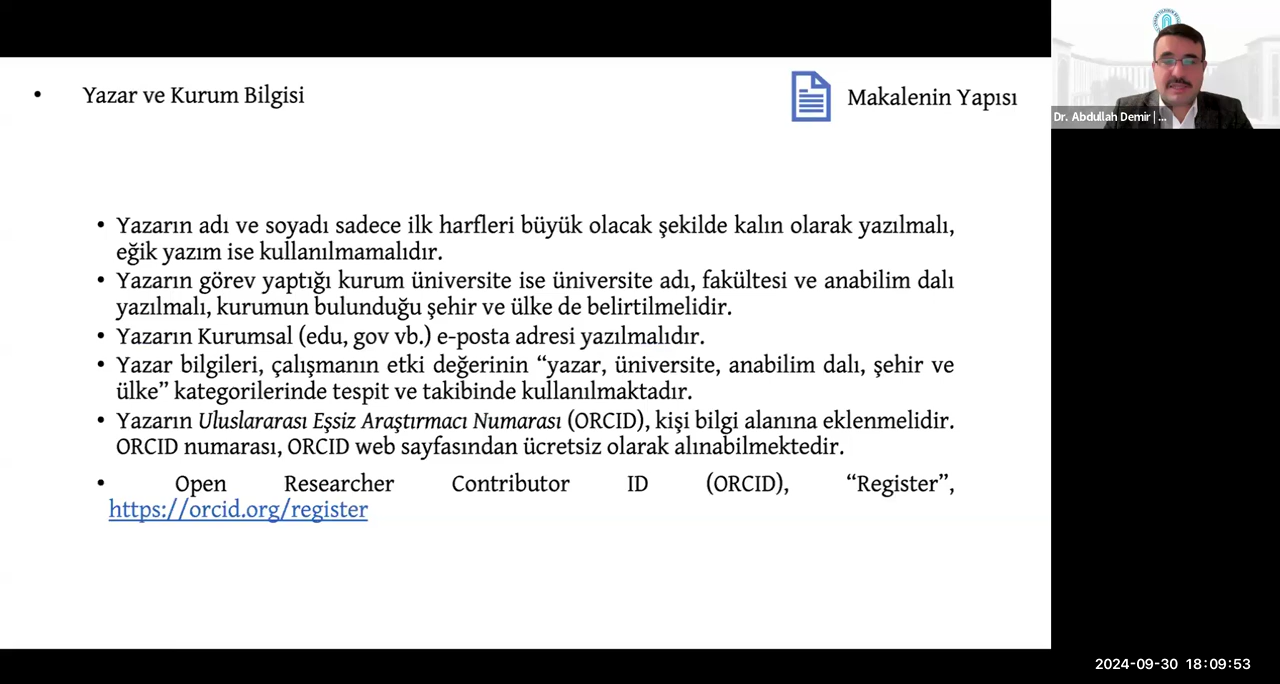 • Yazar ve Kurum Bilgisi
Makalenin Yapısı
• Yazarın adı ve soyadı sadece ilk harfleri büyük olacak şekilde kalın olarak yazılmalı,
eğik yazım ise kullanılmamalıdır.
• Yazarın görev yaptığı kurum üniversite ise üniversite adı, fakültesi ve anabilim dalı
yazılmalı, kurumun bulunduğu şehir ve ülke de belirtilmelidir.
• Yazarın Kurumsal (edu, gov vb.) e-posta adresi yazılmalıdır.
• Yazar bilgileri, çalışmanın etki değerinin “yazar, üniversite, anabilim dalı, şehir ve
ülke” kategorilerinde tespit ve takibinde kullanılmaktadır.
• Yazarın Uluslararası Eşsiz Araştırmacı Numarası (ORCID), kişi bilgi alanına eklenmelidir.
ORCID numarası, ORCID web sayfasından ücretsiz olarak alınabilmektedir.
• Open Researcher Contributor ID (ORCID), “Register”,
https://orcid.org/register
Dr. Abdullah Demir | ...
2024-09-30 18:09:53